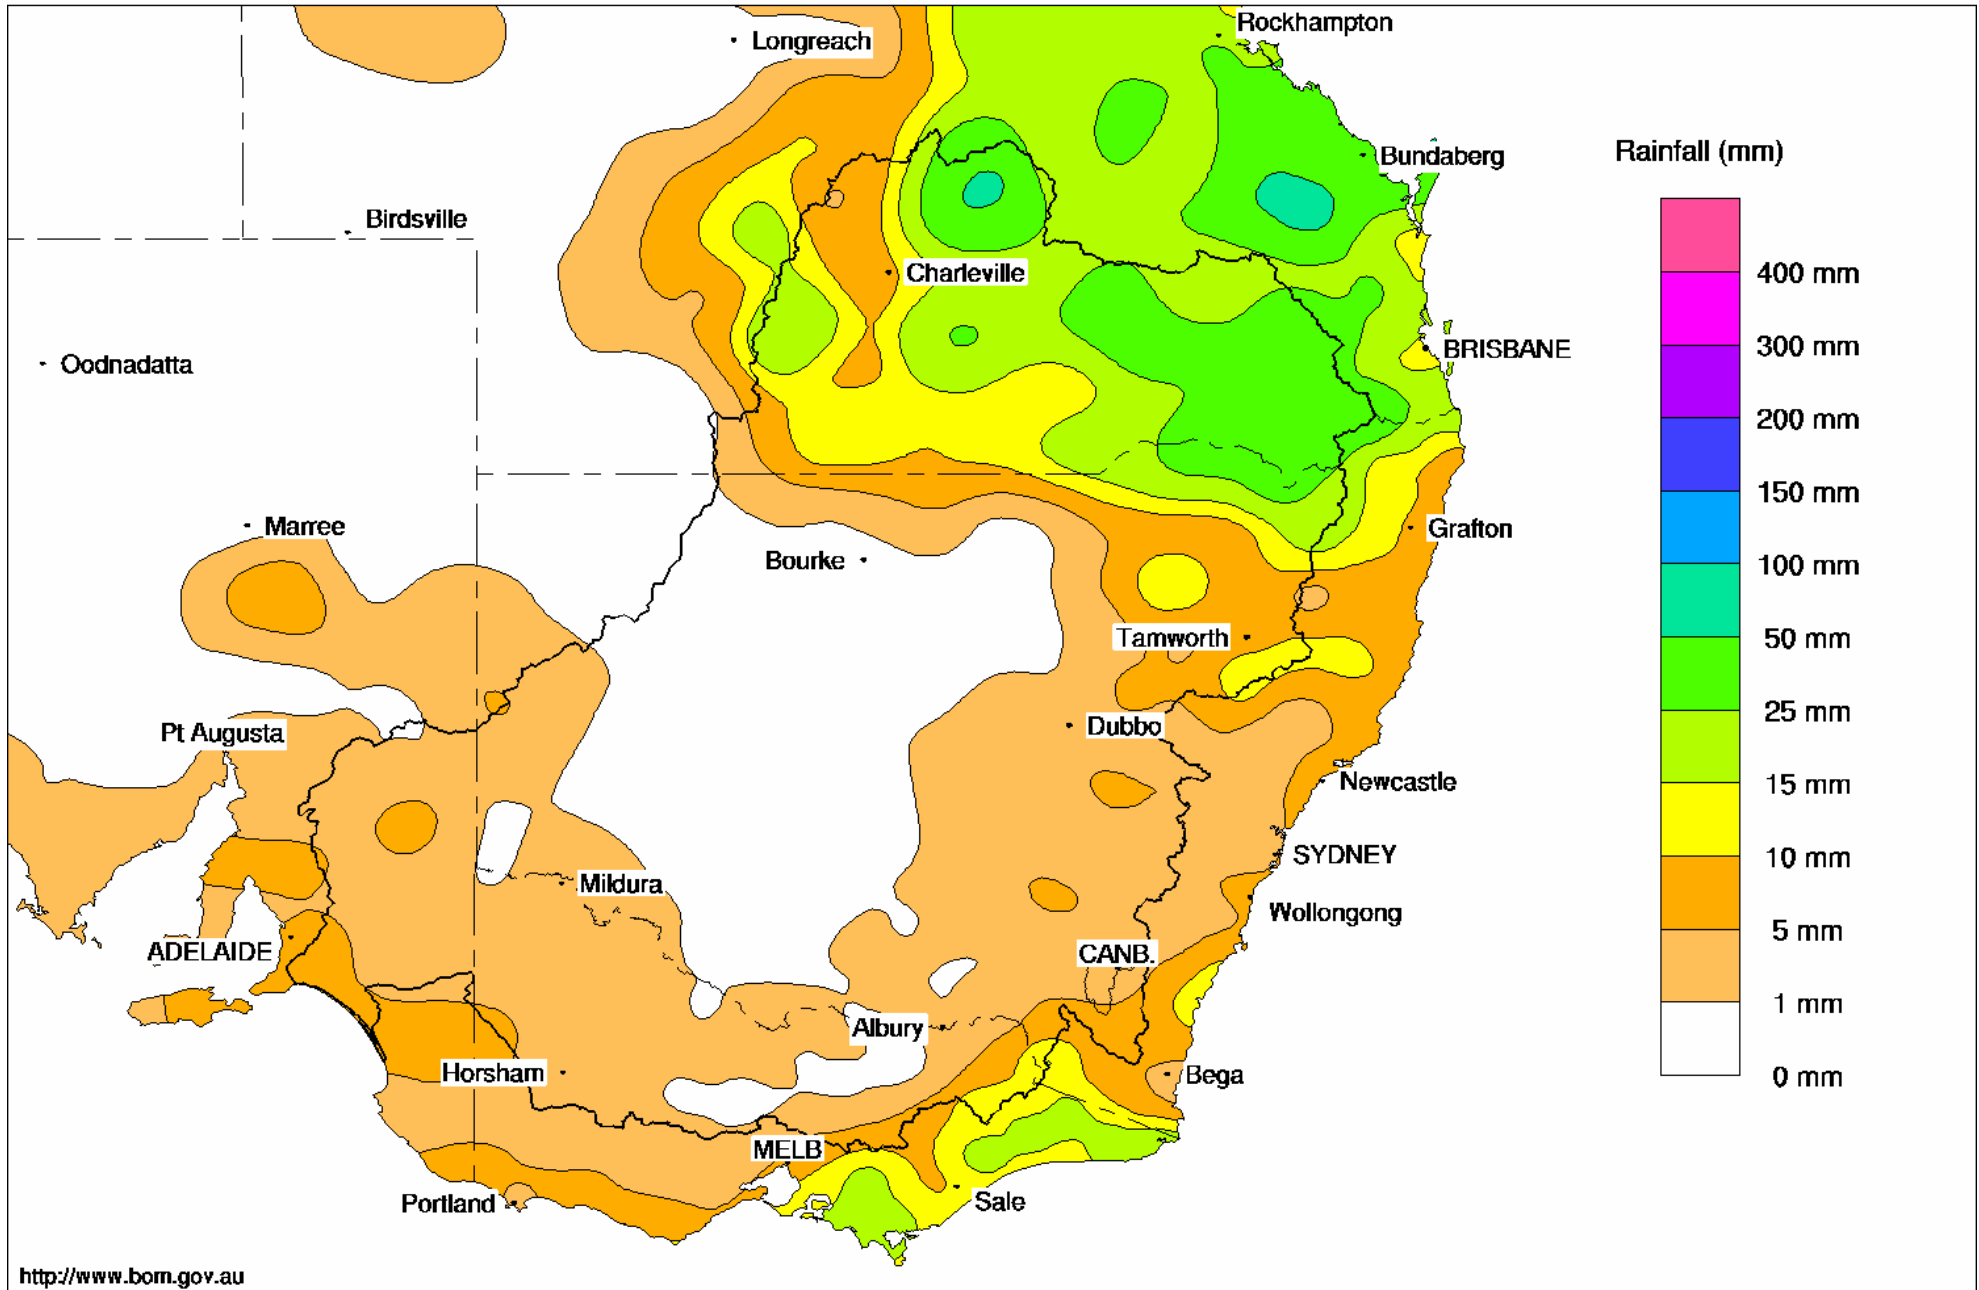 Rockhampton
Longreach
Rainfall (mm)
Bundaberg
Birdsville
Charleville
400 mm
300 mm
BRISBANE
Oodnadatta
200 mm
150 mm
Marree
Grafton
Bourke
100 mm
Tamworth
50 mm
25 mm
Dubbo
Pt Augusta
Newcastle
15 mm
SYDNEY
10 mm
Mildura
Wollongong
5 mm
ADELAIDE
CANB.
1 mm
Albury
Horsham
Bega
0 mm
MELB
Portland
Sale
http://www.bom.gov.au